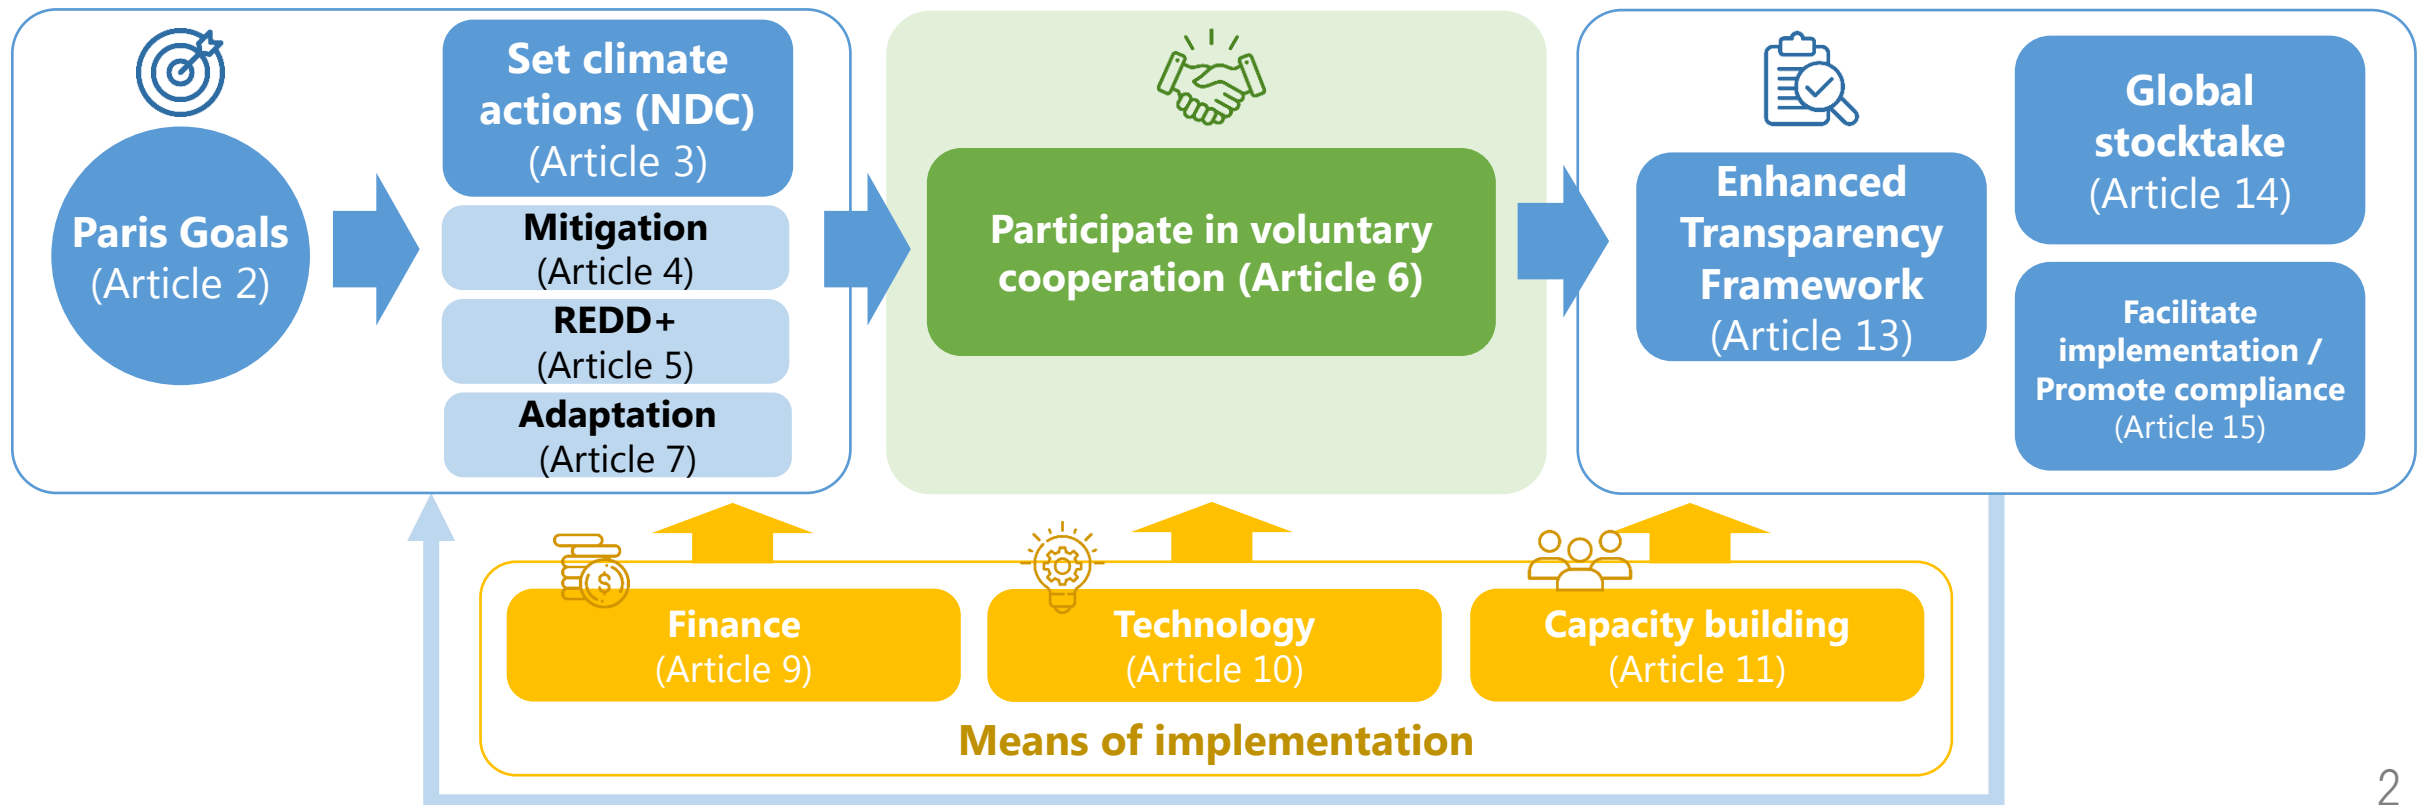 Paris Goals
(Article 2)
Set climate
actions (NDC)
(Article 3)
Mitigation
(Article 4)
REDD+
(Article 5)
Adaptation
(Article 7)
Participate in voluntary
cooperation (Article 6)
Enhanced
Transparency
Framework
(Article 13)
Global
stocktake
(Article 14)
Facilitate
implementation /
Promote compliance
(Article 15)
$
Finance
(Article 9)
Technology
(Article 10)
Capacity building
(Article 11)
Means of implementation
2